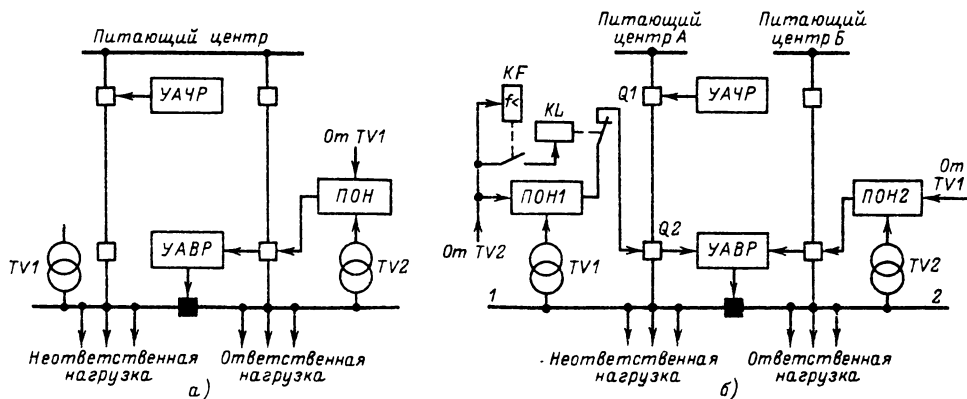 Питающий центр
УАЧР
От TV1
ПОН
УАВР
TV1
TV2
Неответственная
нагрузка
Ответственная
нагрузка
а)
Питающий
центр А
Питающий
центр Б
KF
f<
KL
Q1
УАЧР
ПОН1
От TV2
Q2
УАВР
ПОН2
От
TV1
TV1
TV2
1
2
Неответственная
нагрузка
Ответственная
нагрузка
б)